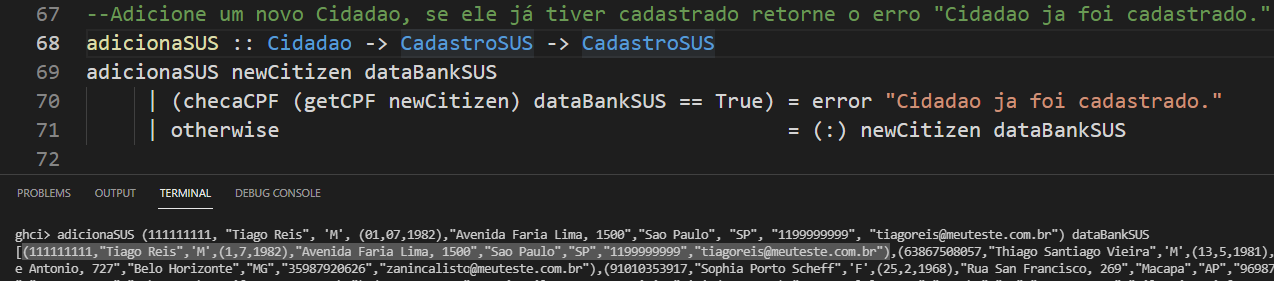 67 --Adicione um novo Cidadao, se ele já tiver cadastrado retorne o erro "Cidadao ja foi cadastrado."
68 adicionaSUS :: Cidadao -> CadastroSUS -> CadastroSUS
69 adicionaSUS newCitizen dataBankSUS
70 | (checaCPF (getCPF newCitizen) dataBankSUS == True) = error "Cidadao ja foi cadastrado."
71 | otherwise = (:) newCitizen dataBankSUS
72
PROBLEMS OUTPUT TERMINAL DEBUG CONSOLE
ghci> adicionaSUS (111111111, "Tiago Reis", 'M', (01,07,1982),"Avenida Faria Lima, 1500","Sao Paulo", "SP", "1199999999", "tiagoreis@meuteste.com.br") dataBankSUS
[(111111111,"Tiago Reis",'M',(1,7,1982),"Avenida Faria Lima, 1500","Sao Paulo","SP","1199999999","tiagoreis@meuteste.com.br"),(63867508057,"Thiago Santiago Vieira",'M',(13,5,1981),
e Antonio, 727","Belo Horizonte","MG","35987920626","zanincalisto@meuteste.com.br"),(91010353917,"Sophia Porto Scheff",'F',(25,2,1968),"Rua San Francisco, 269","Macapa","AP","96987